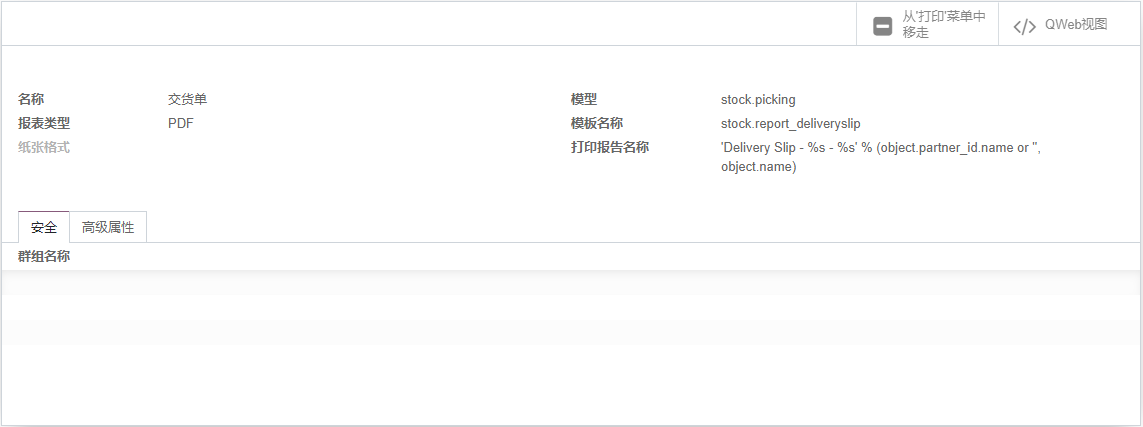 从'打印'菜单中
移走
QWeb视图
名称 交货单
报表类型 PDF
纸张格式
模型 stock.picking
模板名称 stock.report_deliveryslip
打印报告名称 'Delivery Slip - %s - %s' % (object.partner_id.name or '',
object.name)
安全 高级属性
群组名称